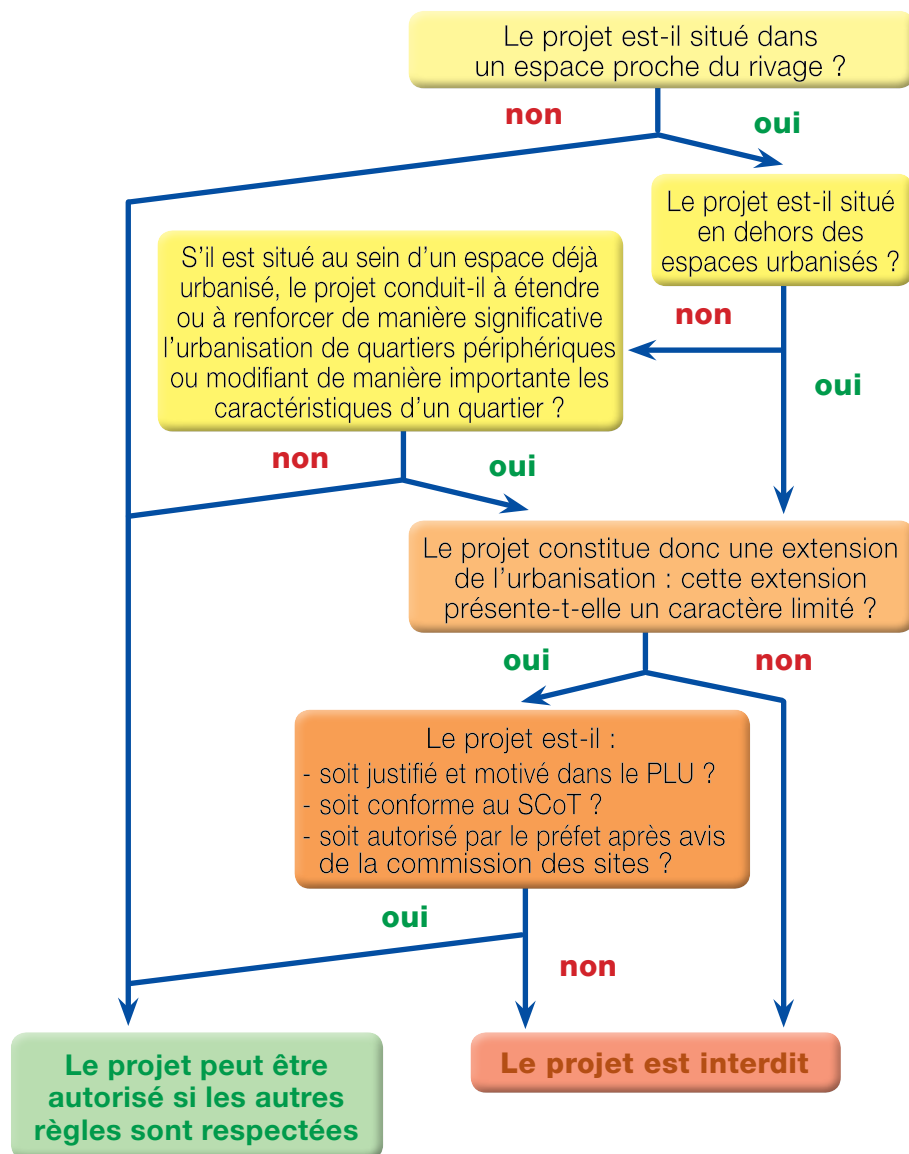 Le projet est-il situé dans
un espace proche du rivage ?
non
oui
Le projet est-il situé
en dehors des
espaces urbanisés ?
S'il est situé au sein d'un espace déjà
urbanisé, le projet conduit-il à étendre
ou à renforcer de manière significative
l'urbanisation de quartiers périphériques
ou modifiant de manière importante les
caractéristiques d'un quartier ?
non
oui
non
oui
Le projet constitue donc une extension
de l'urbanisation : cette extension
présente-t-elle un caractère limité ?
oui
non
Le projet est-il :
- soit justifié et motivé dans le PLU ?
- soit conforme au SCoT ?
- soit autorisé par le préfet après avis
de la commission des sites ?
oui
non
Le projet peut être
autorisé si les autres
règles sont respectées
Le projet est interdit